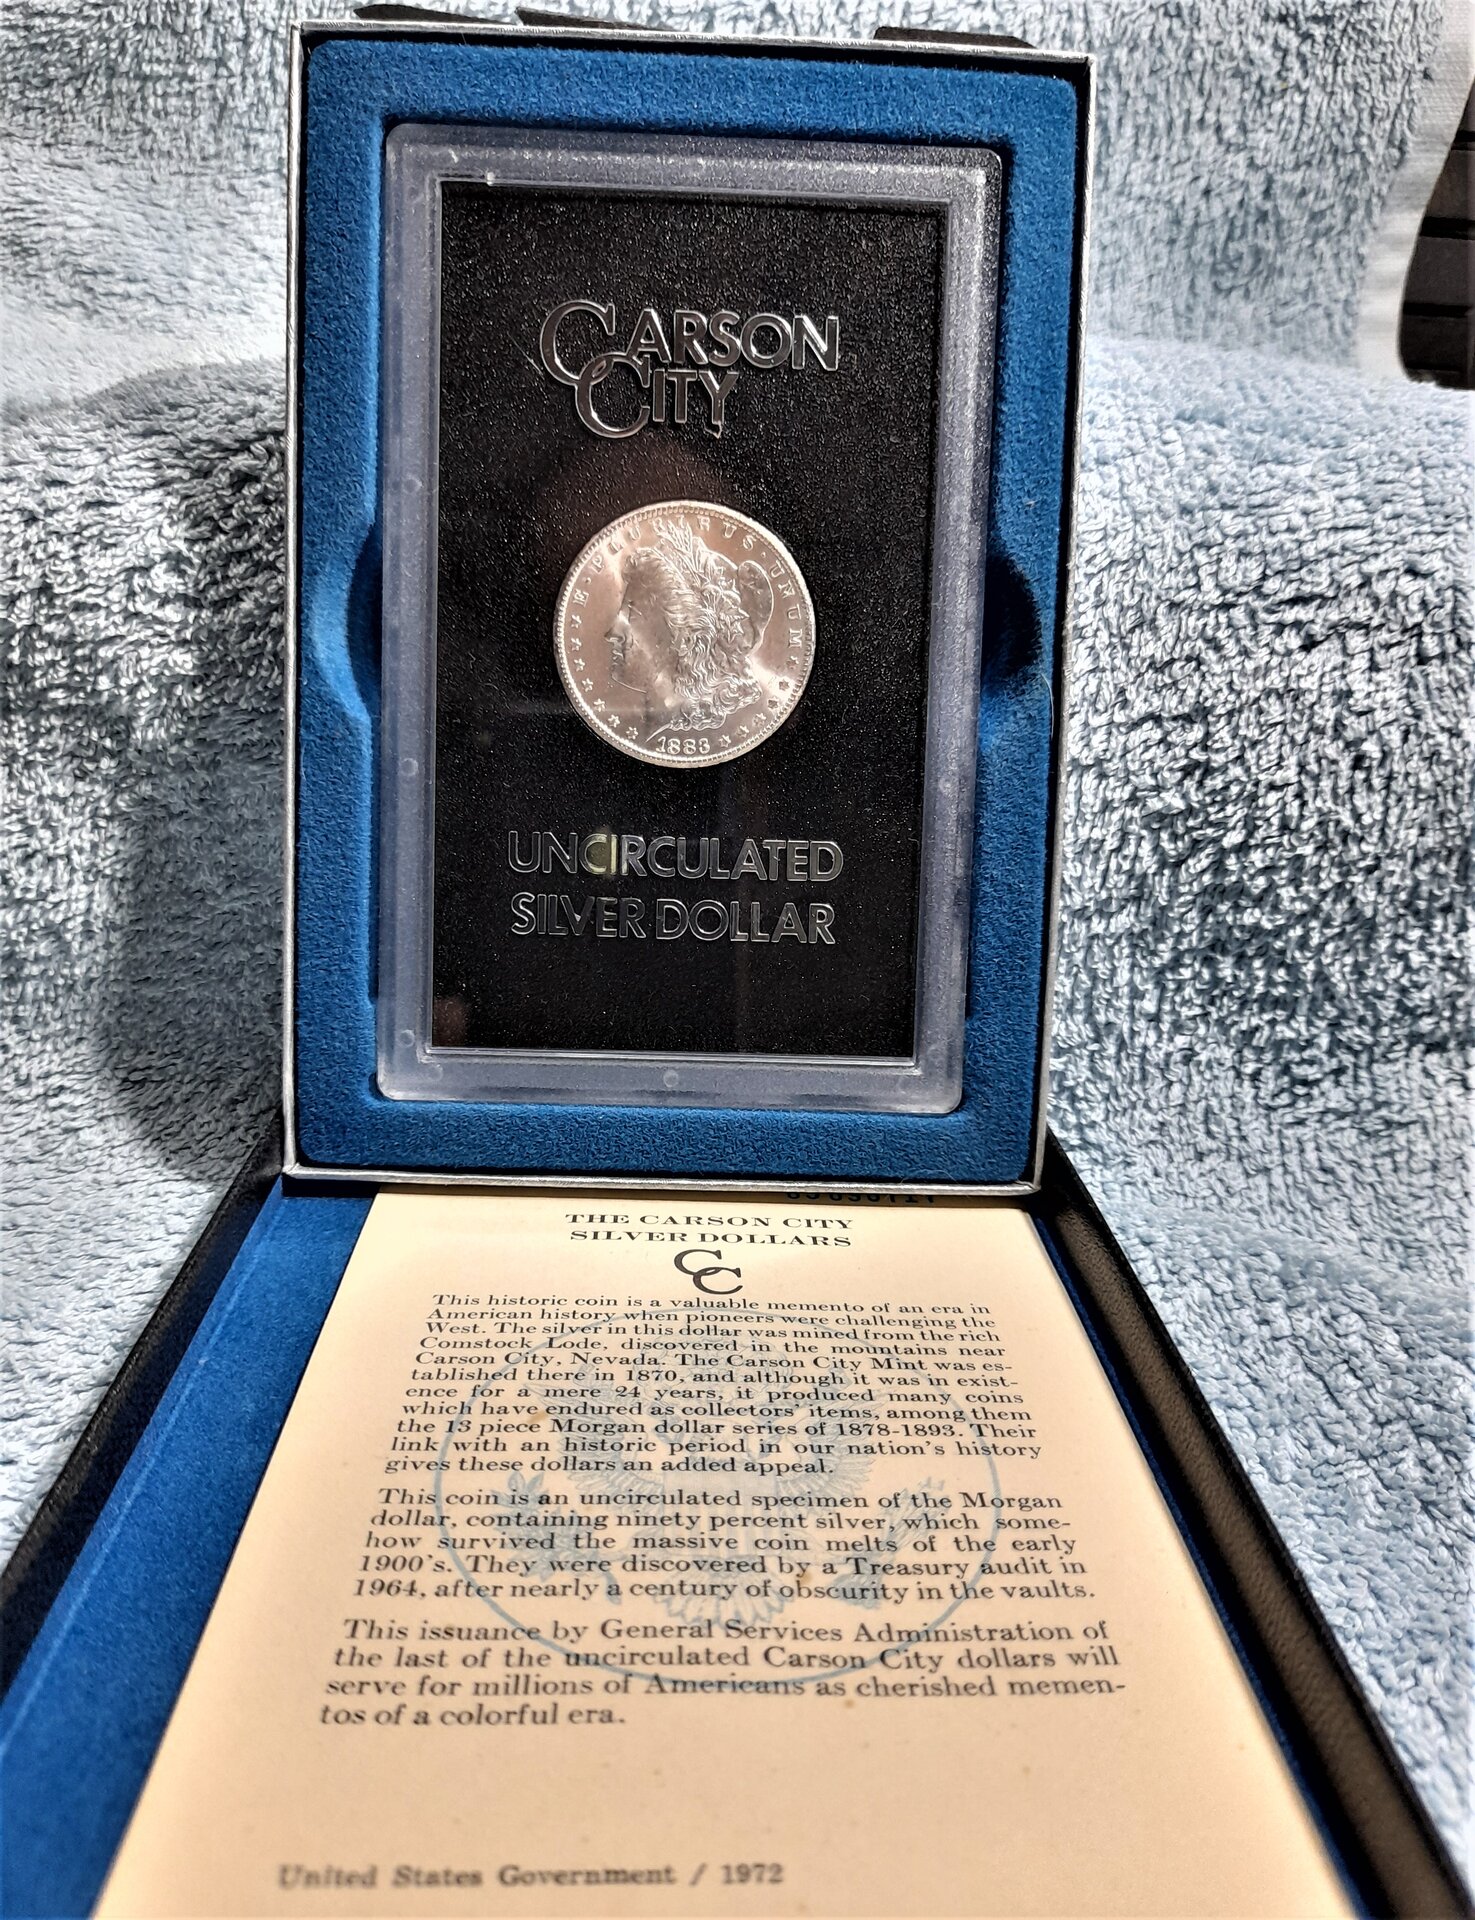 CARSON
CITY
E · PLURIBUS · UNUM
1883
UNCIRCULATED
SILVER DOLLAR
THE CARSON CITY
SILVER DOLLARS
CC
This historic coin is a valuable memento of an era in
American history when pioneers were challenging the
West. The silver in this dollar was mined from the rich
Comstock Lode, discovered in the mountains near
Carson City, Nevada. The Carson City Mint was es-
tablished there in 1870, and although it was in exist-
ence for a mere 24 years, it produced many coins
which have endured as collectors' items, among them
the 13 piece Morgan dollar series of 1878-1893. Their
link with an historic period in our nation's history
gives these dollars an added appeal.
This coin is an uncirculated specimen of the Morgan
dollar, containing ninety percent silver, which some-
how survived the massive coin melts of the early
1900's. They were discovered by a Treasury audit in
1964, after nearly a century of obscurity in the vaults.
This issuance by General Services Administration of
the last of the uncirculated Carson City dollars will
serve for millions of Americans as cherished memen-
tos of a colorful era.
United States Government / 1972